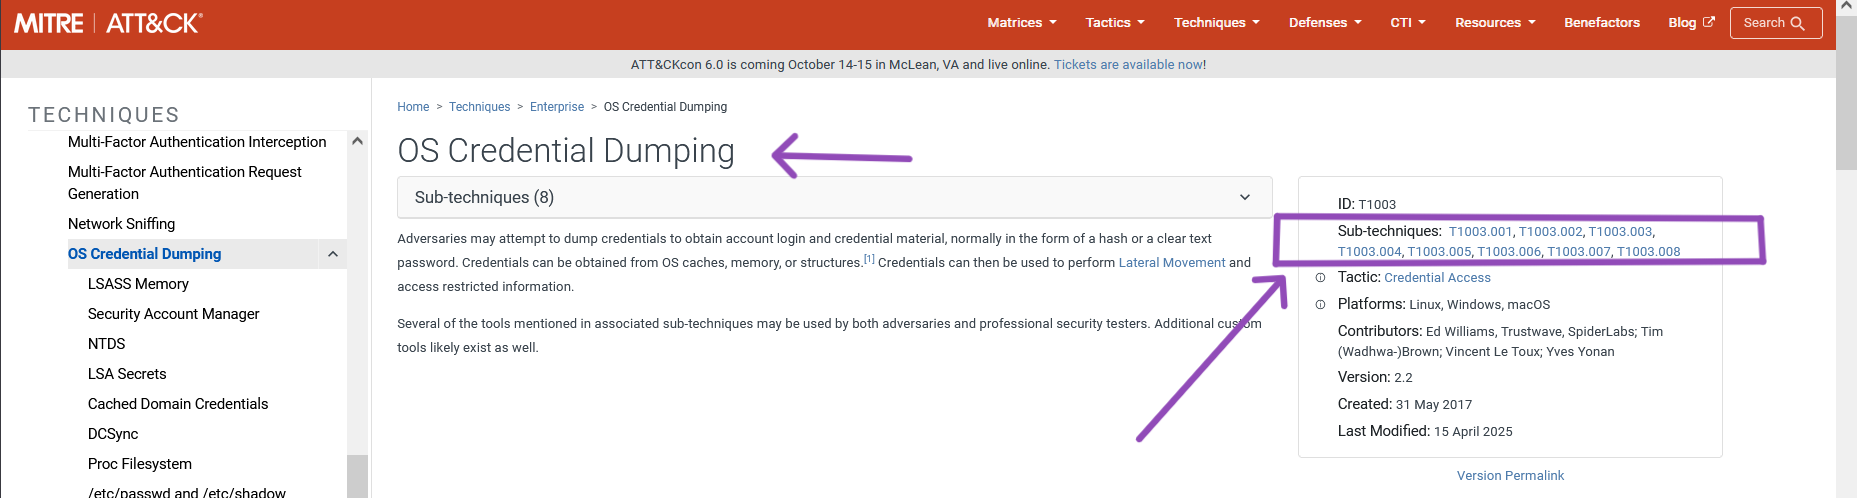 MITRE | ATT&CK®
Matrices Tactics Techniques Defenses CTI Resources Benefactors Blog Search
ATT&CKcon 6.0 is coming October 14-15 in McLean, VA and live online. Tickets are available now!
TECHNIQUES
Multi-Factor Authentication Interception
Multi-Factor Authentication Request
Generation
Network Sniffing
OS Credential Dumping
LSASS Memory
Security Account Manager
NTDS
LSA Secrets
Cached Domain Credentials
DCSync
Proc Filesystem
/etc/passwd and /etc/shadow
Home > Techniques > Enterprise > OS Credential Dumping
OS Credential Dumping
Sub-techniques (8)
Adversaries may attempt to dump credentials to obtain account login and credential material, normally in the form of a hash or a clear text
password. Credentials can be obtained from OS caches, memory, or structures.[1] Credentials can then be used to perform Lateral Movement and
access restricted information.
Several of the tools mentioned in associated sub-techniques may be used by both adversaries and professional security testers. Additional custom
tools likely exist as well.
ID: T1003
Sub-techniques: T1003.001, T1003.002, T1003.003,
T1003.004, T1003.005, T1003.006, T1003.007, T1003.008
Tactic: Credential Access
Platforms: Linux, Windows, macOS
Contributors: Ed Williams, Trustwave, SpiderLabs; Tim
(Wadhwa-)Brown; Vincent Le Toux; Yves Yonan
Version: 2.2
Created: 31 May 2017
Last Modified: 15 April 2025
Version Permalink